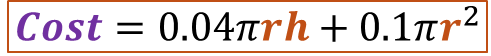 Cost = 0.04πrh + 0.1πr²